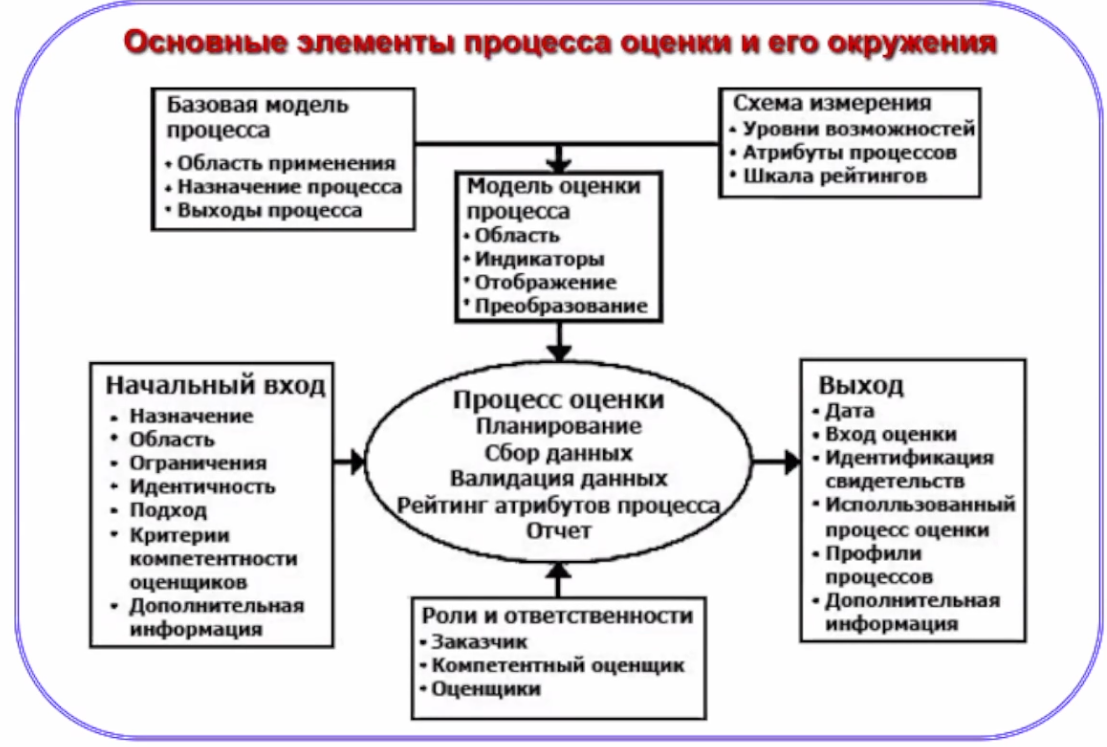 Основные элементы процесса оценки и его окружения
Базовая модель
процесса
• Область применения
• Назначение процесса
• Выходы процесса
Схема измерения
• Уровни возможностей
• Атрибуты процессов
• Шкала рейтингов
Модель оценки
процесса
• Область
• Индикаторы
• Отображение
• Преобразование
Начальный вход
• Назначение
• Область
• Ограничения
• Идентичность
• Подход
• Критерии
компетентности
оценщиков
• Дополнительная
информация
Процесс оценки
Планирование
Сбор данных
Валидация данных
Рейтинг атрибутов процесса
Отчет
Выход
• Дата
• Вход оценки
• Идентификация
свидетельств
• Исполльзованный
процесс оценки
• Профили
процессов
• Дополнительная
информация
Роли и ответственности
• Заказчик
• Компетентный оценщик
• Оценщики